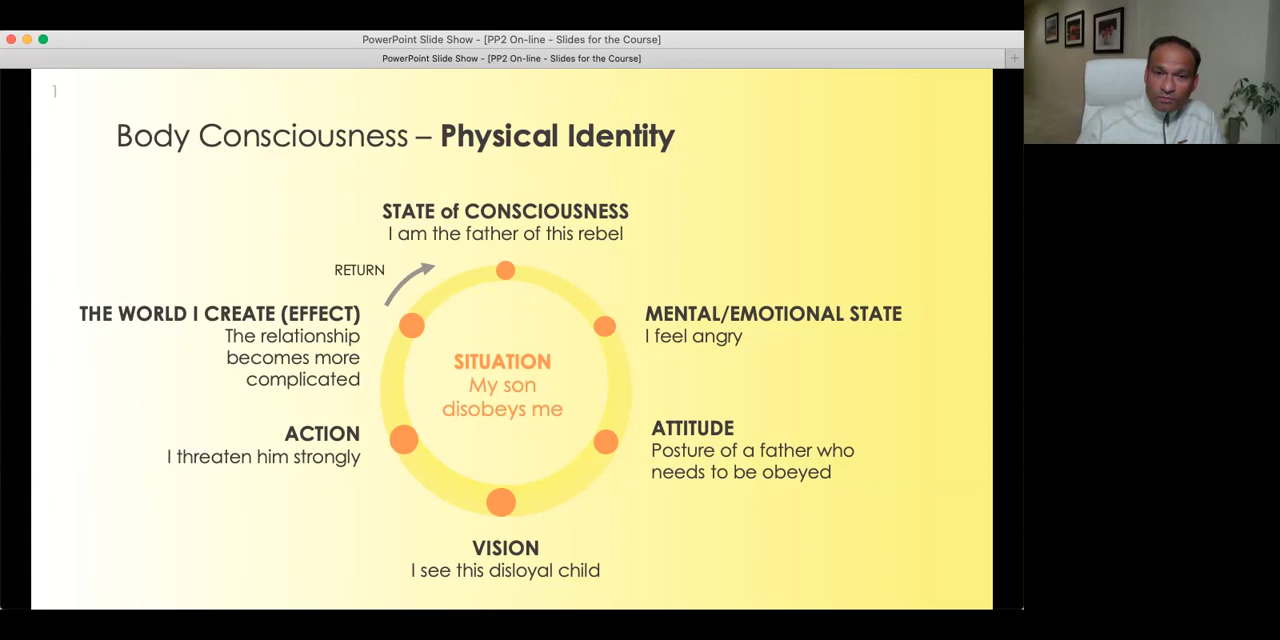 PowerPoint Slide Show - [PP2 On-line - Slides for the Course]
PowerPoint Slide Show - [PP2 On-line - Slides for the Course]
1
Body Consciousness – Physical Identity
STATE of CONSCIOUSNESS
I am the father of this rebel
RETURN
THE WORLD I CREATE (EFFECT)
The relationship
becomes more
complicated
MENTAL/EMOTIONAL STATE
I feel angry
SITUATION
My son
disobeys me
ACTION
I threaten him strongly
ATTITUDE
Posture of a father who
needs to be obeyed
VISION
I see this disloyal child